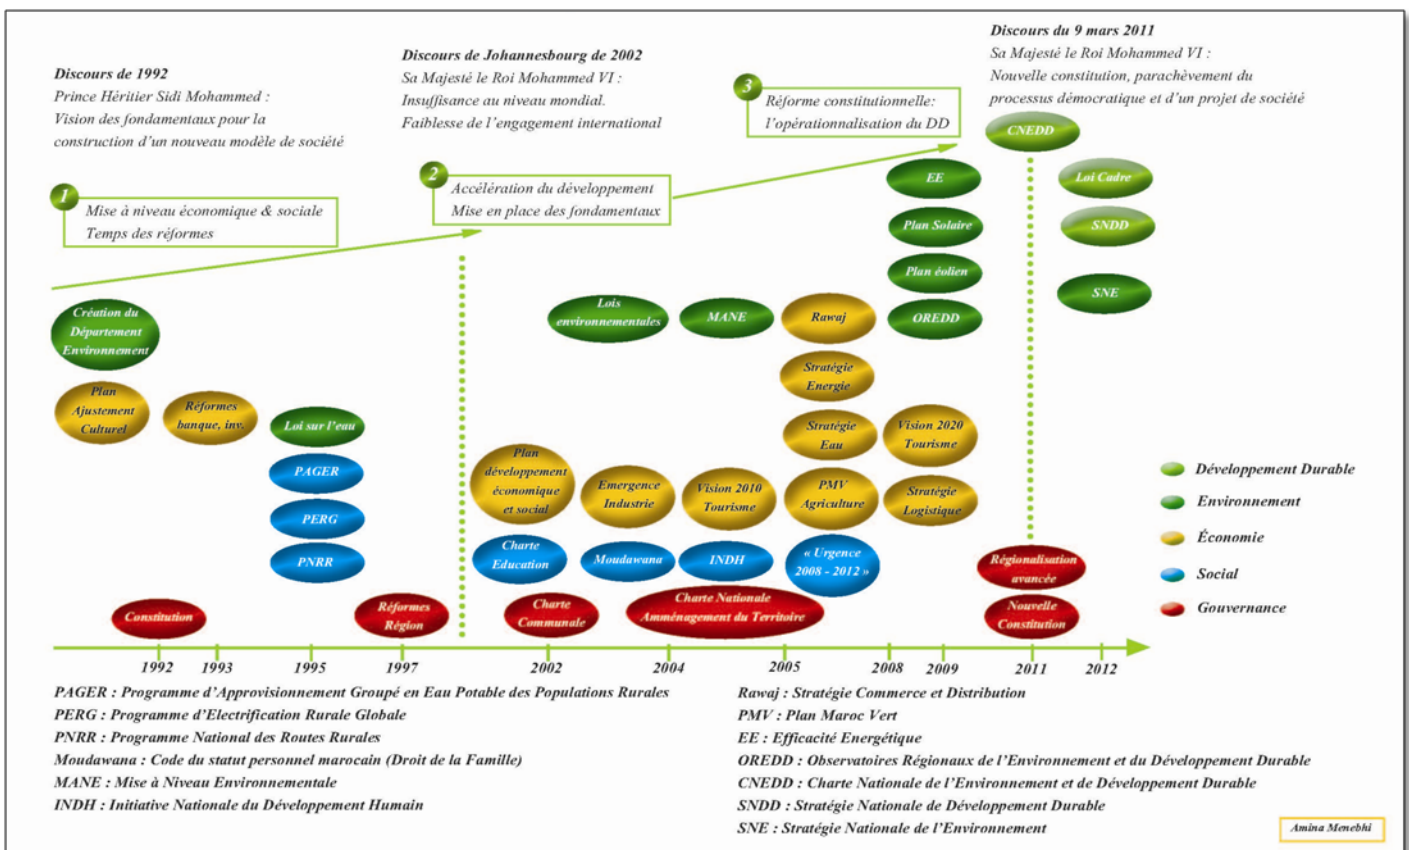 Discours de 1992
Prince Héritier Sidi Mohammed :
Vision des fondamentaux pour la
construction d'un nouveau modèle de société
Discours de Johannesbourg de 2002
Sa Majesté le Roi Mohammed VI :
Insuffisance au niveau mondial.
Faiblesse de l'engagement international
Discours du 9 mars 2011
Sa Majesté le Roi Mohammed VI :
Nouvelle constitution, parachèvement du
processus démocratique et d'un projet de société
1
Mise à niveau économique & sociale
Temps des réformes
2
Accélération du développement
Mise en place des fondamentaux
3
Réforme constitutionnelle:
l'opérationnalisation du DD
CNEDD
EE
Loi Cadre
Plan Solaire
SNDD
Plan éolien
SNE
Création du
Département
Environnement
Lois
environnementales
MANE
Rawaj
OREDD
Stratégie
Energie
Plan
Ajustement
Culturel
Réformes
banque, inv.
Loi sur l'eau
Stratégie
Eau
Vision 2020
Tourisme
PAGER
Plan
développement
économique
et social
Emergence
Industrie
Vision 2010
Tourisme
PMV
Agriculture
Stratégie
Logistique
PERG
PNRR
Charte
Education
Moudawana
INDH
« Urgence
2008 - 2012 »
Régionalisation
avancée
Constitution
Réformes
Région
Charte
Communale
Charte Nationale
Amménagement du Territoire
Nouvelle
Constitution
Développement Durable
Environnement
Économie
Social
Gouvernance
1992 1993 1995 1997 2002 2004 2005 2008 2009 2011 2012
PAGER : Programme d'Approvisionnement Groupé en Eau Potable des Populations Rurales
PERG : Programme d'Electrification Rurale Globale
PNRR : Programme National des Routes Rurales
Moudawana : Code du statut personnel marocain (Droit de la Famille)
MANE : Mise à Niveau Environnementale
INDH : Initiative Nationale du Développement Humain
Rawaj : Stratégie Commerce et Distribution
PMV : Plan Maroc Vert
EE : Efficacité Energétique
OREDD : Observatoires Régionaux de l'Environnement et du Développement Durable
CNEDD : Charte Nationale de l'Environnement et de Développement Durable
SNDD : Stratégie Nationale de Développement Durable
SNE : Stratégie Nationale de l'Environnement
Amina Menebhi